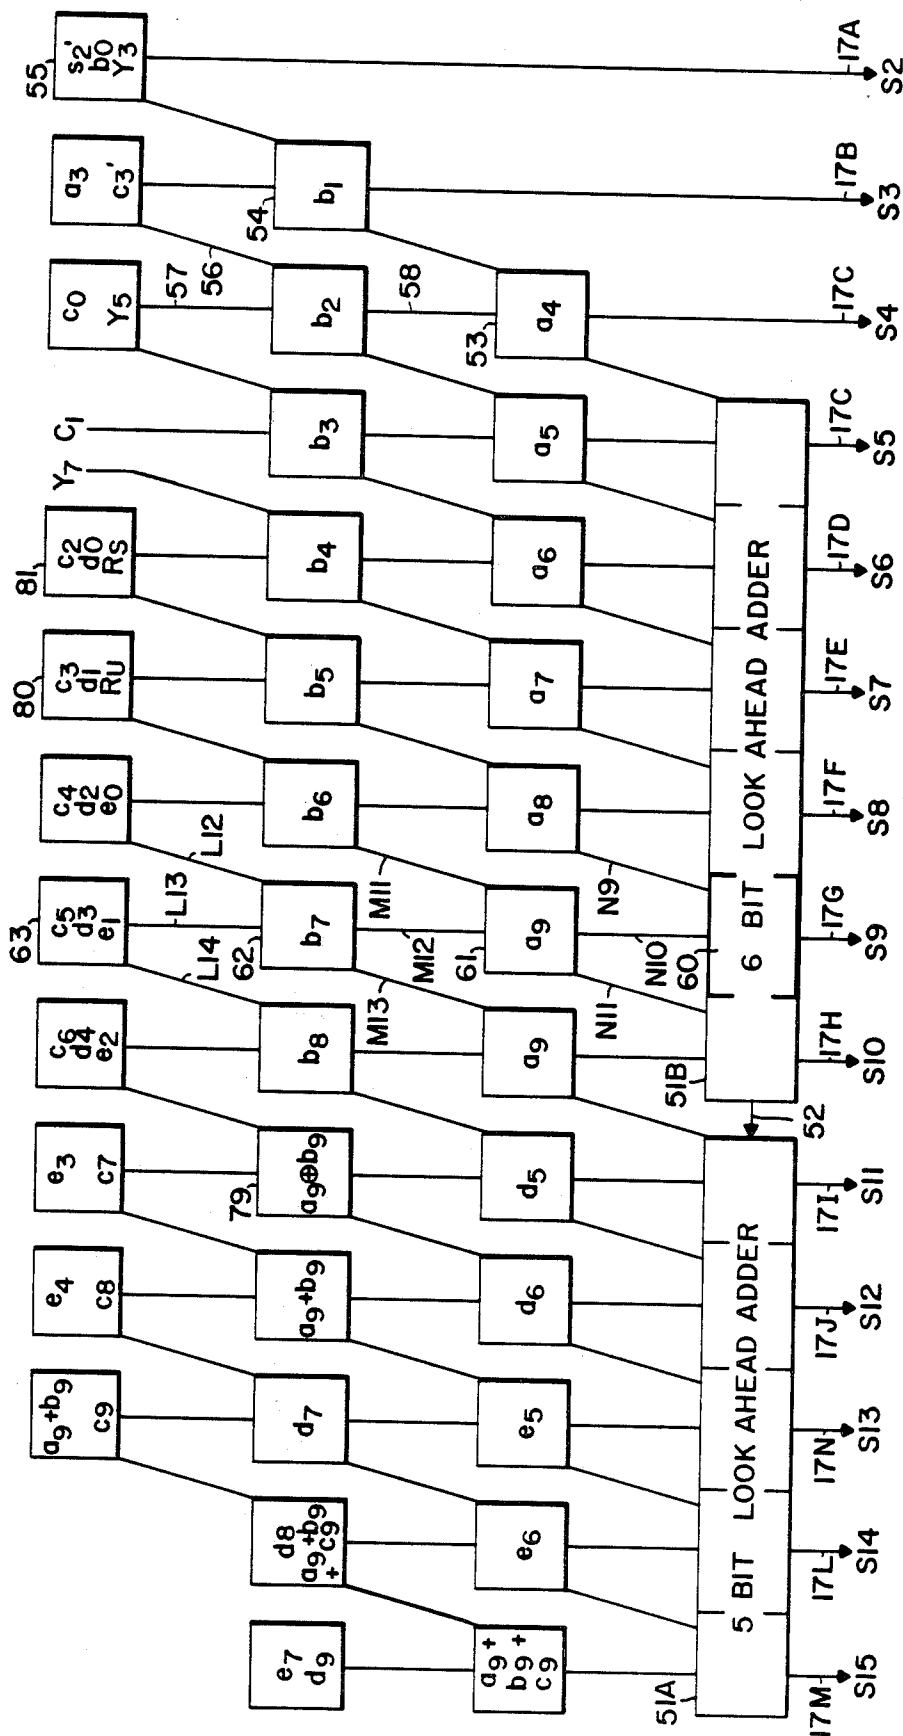 55
s2'
b0
Y3
17A
S2
a3
c3'
54
b1
17B
S3
c0
Y5
57
56
b2
58
53
a4
17C
S4
C1
b3
a5
17C
S5
Y7
81
c2
d0
RS
b4
a6
17D
S6
80
c3
d1
RU
b5
a7
17E
S7
c4
d2
e0
L12
b6
M11
a8
N9
17F
S8
63
c5
d3
e1
L13
L14
62
b7
M12
M13
61
a9
N10
N11
60
17G
S9
6 BIT LOOK AHEAD ADDER
c6
d4
e2
b8
a9
51B
17H
S10
52
e3
c7
79
a9⊕b9
d5
17I
S11
e4
c8
a9+b9
d6
17J
S12
a9+b9
c9
d7
e5
17N
S13
d8
a9+b9
+c9
e6
17L
S14
e7
d9
a9+
b9+
c9
51A
5 BIT LOOK AHEAD ADDER
17M
S15